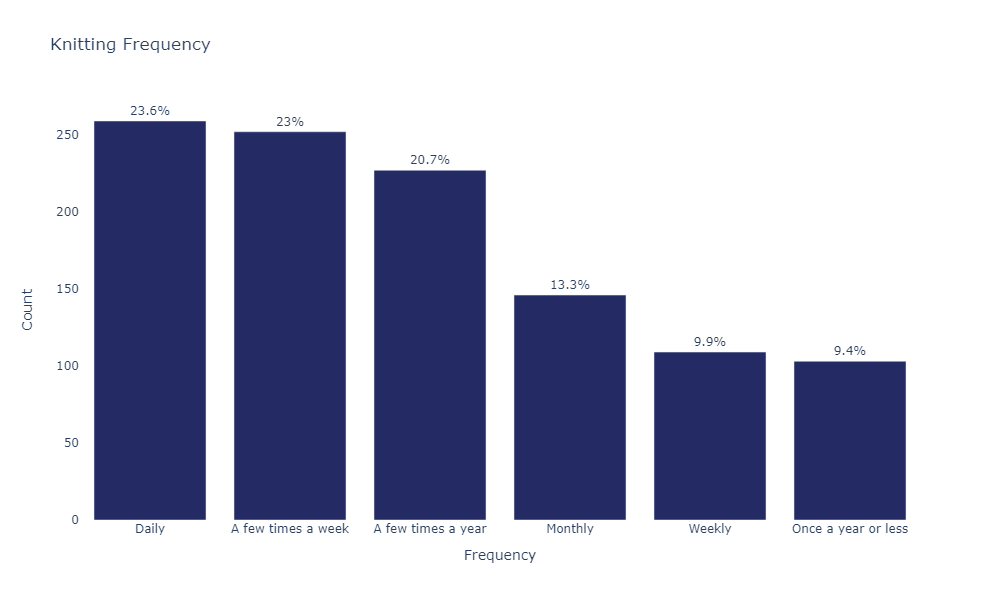 Knitting Frequency
23.6%
23%
20.7%
13.3%
9.9%
9.4%
250
200
150
100
50
0
Count
Daily
A few times a week
A few times a year
Monthly
Weekly
Once a year or less
Frequency